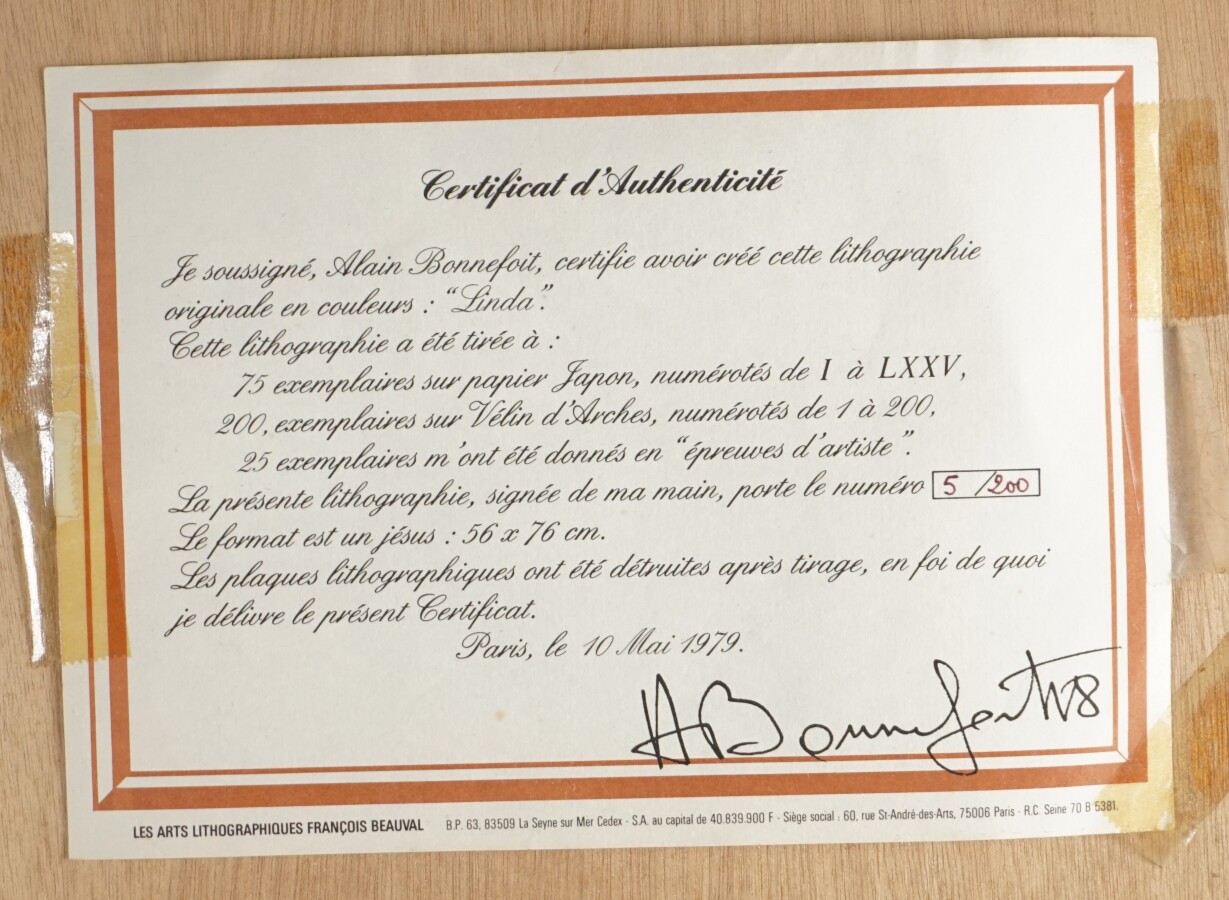 Certificat d'Authenticité
Je soussigné, Alain Bonnefoit, certifie avoir créé cette lithographie
originale en couleurs : "Linda".
Cette lithographie a été tirée à :
75 exemplaires sur papier Japon, numérotés de I à LXXV,
200, exemplaires sur Vélin d'Arches, numérotés de 1 à 200,
25 exemplaires m'ont été donnés en "épreuves d'artiste".
La présente lithographie, signée de ma main, porte le numéro 5 /200
Le format est un jésus : 56 x 76 cm.
Les plaques lithographiques ont été détruites après tirage, en foi de quoi
je délivre le présent Certificat.
Paris, le 10 Mai 1979.
A Bonnefoit
LES ARTS LITHOGRAPHIQUES FRANÇOIS BEAUVAL B.P. 63, 83509 La Seyne sur Mer Cedex - S.A. au capital de 40.839.900 F - Siège social : 60, rue St-André-des-Arts, 75006 Paris - R.C. Seine 70 B 5381.